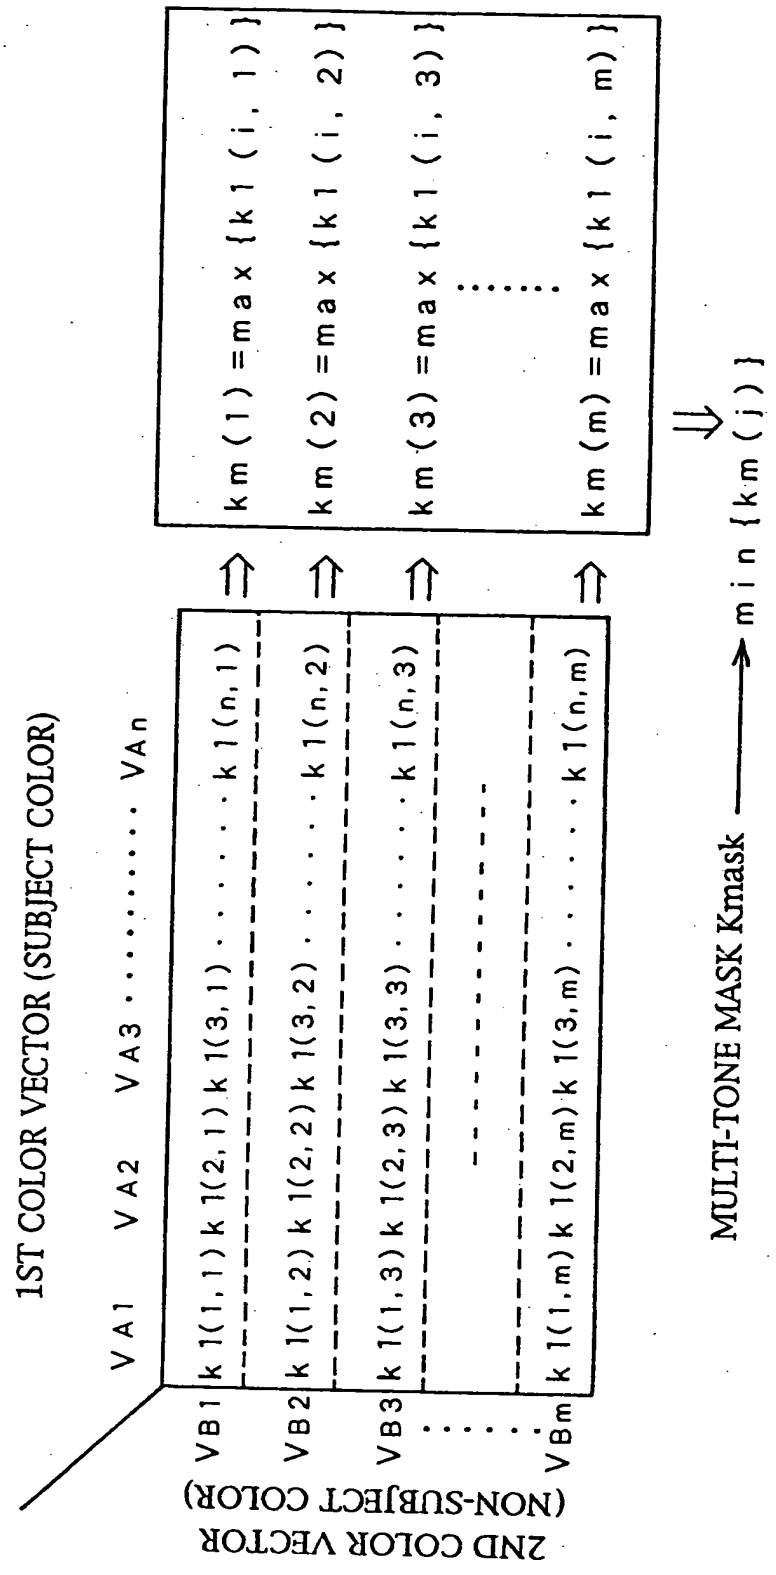 1ST COLOR VECTOR (SUBJECT COLOR)
VA1 VA2 VA3 .......... VAn
2ND COLOR VECTOR
(NON-SUBJECT COLOR)
VB1 k1(1,1) k1(2,1) k1(3,1) ....... k1(n,1) ⇒ km(1)=max{k1(i, 1)}
VB2 k1(1,2) k1(2,2) k1(3,2) ....... k1(n,2) ⇒ km(2)=max{k1(i, 2)}
VB3 k1(1,3) k1(2,3) k1(3,3) ....... k1(n,3) ⇒ km(3)=max{k1(i, 3)}
VBm k1(1,m) k1(2,m) k1(3,m) ....... k1(n,m) ⇒ km(m)=max{k1(i, m)}
MULTI-TONE MASK Kmask → min{km(j)}